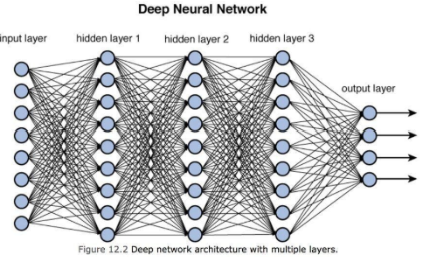 Deep Neural Network
input layer
hidden layer 1
hidden layer 2
hidden layer 3
output layer
Figure 12.2 Deep network architecture with multiple layers.